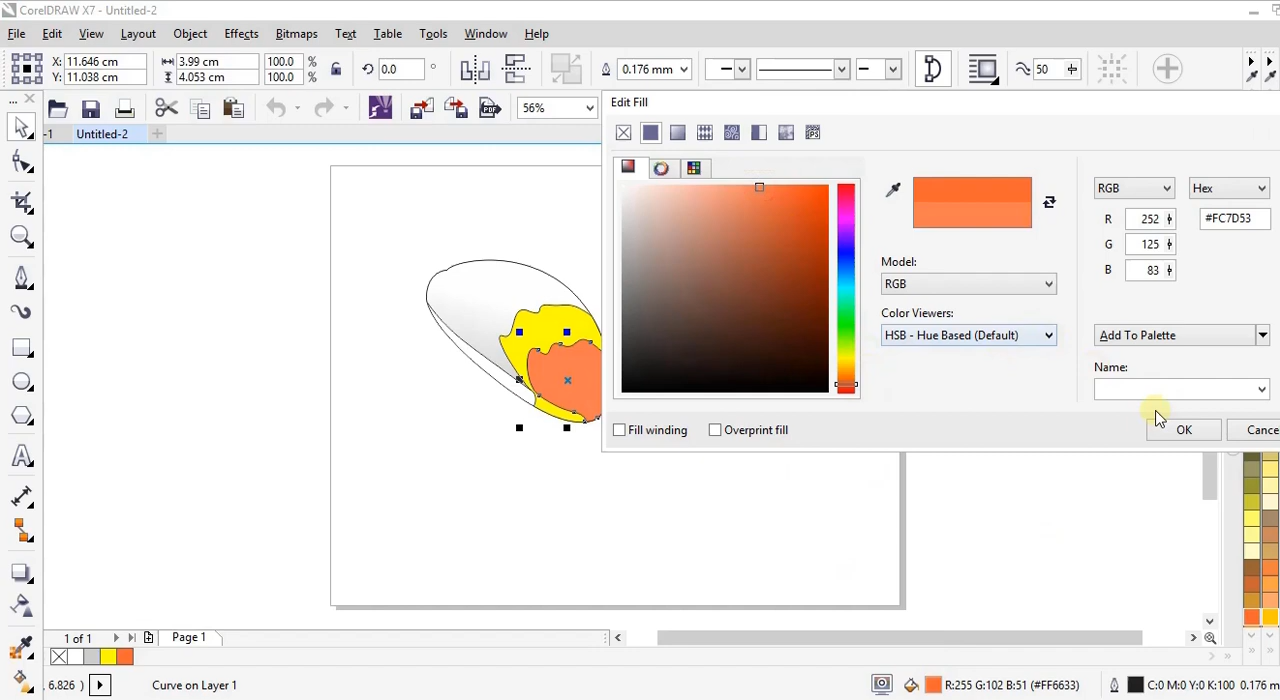 CorelDRAW X7 - Untitled-2
File Edit View Layout Object Effects Bitmaps Text Table Tools Window Help
X: 11.646 cm 3.99 cm 100.0 % 0.0 ° 0.176 mm 50
Y: 11.038 cm 4.053 cm 100.0 %
PDF 56%
-1 Untitled-2
Edit Fill
RGB Hex
R 252 #FC7D53
G 125
B 83
Model:
RGB
Color Viewers:
HSB - Hue Based (Default) Add To Palette
Name:
Fill winding Overprint fill OK Cance
1 of 1 Page 1
6.826 ) Curve on Layer 1 R:255 G:102 B:51 (#FF6633) C:0 M:0 Y:0 K:100 0.176 m